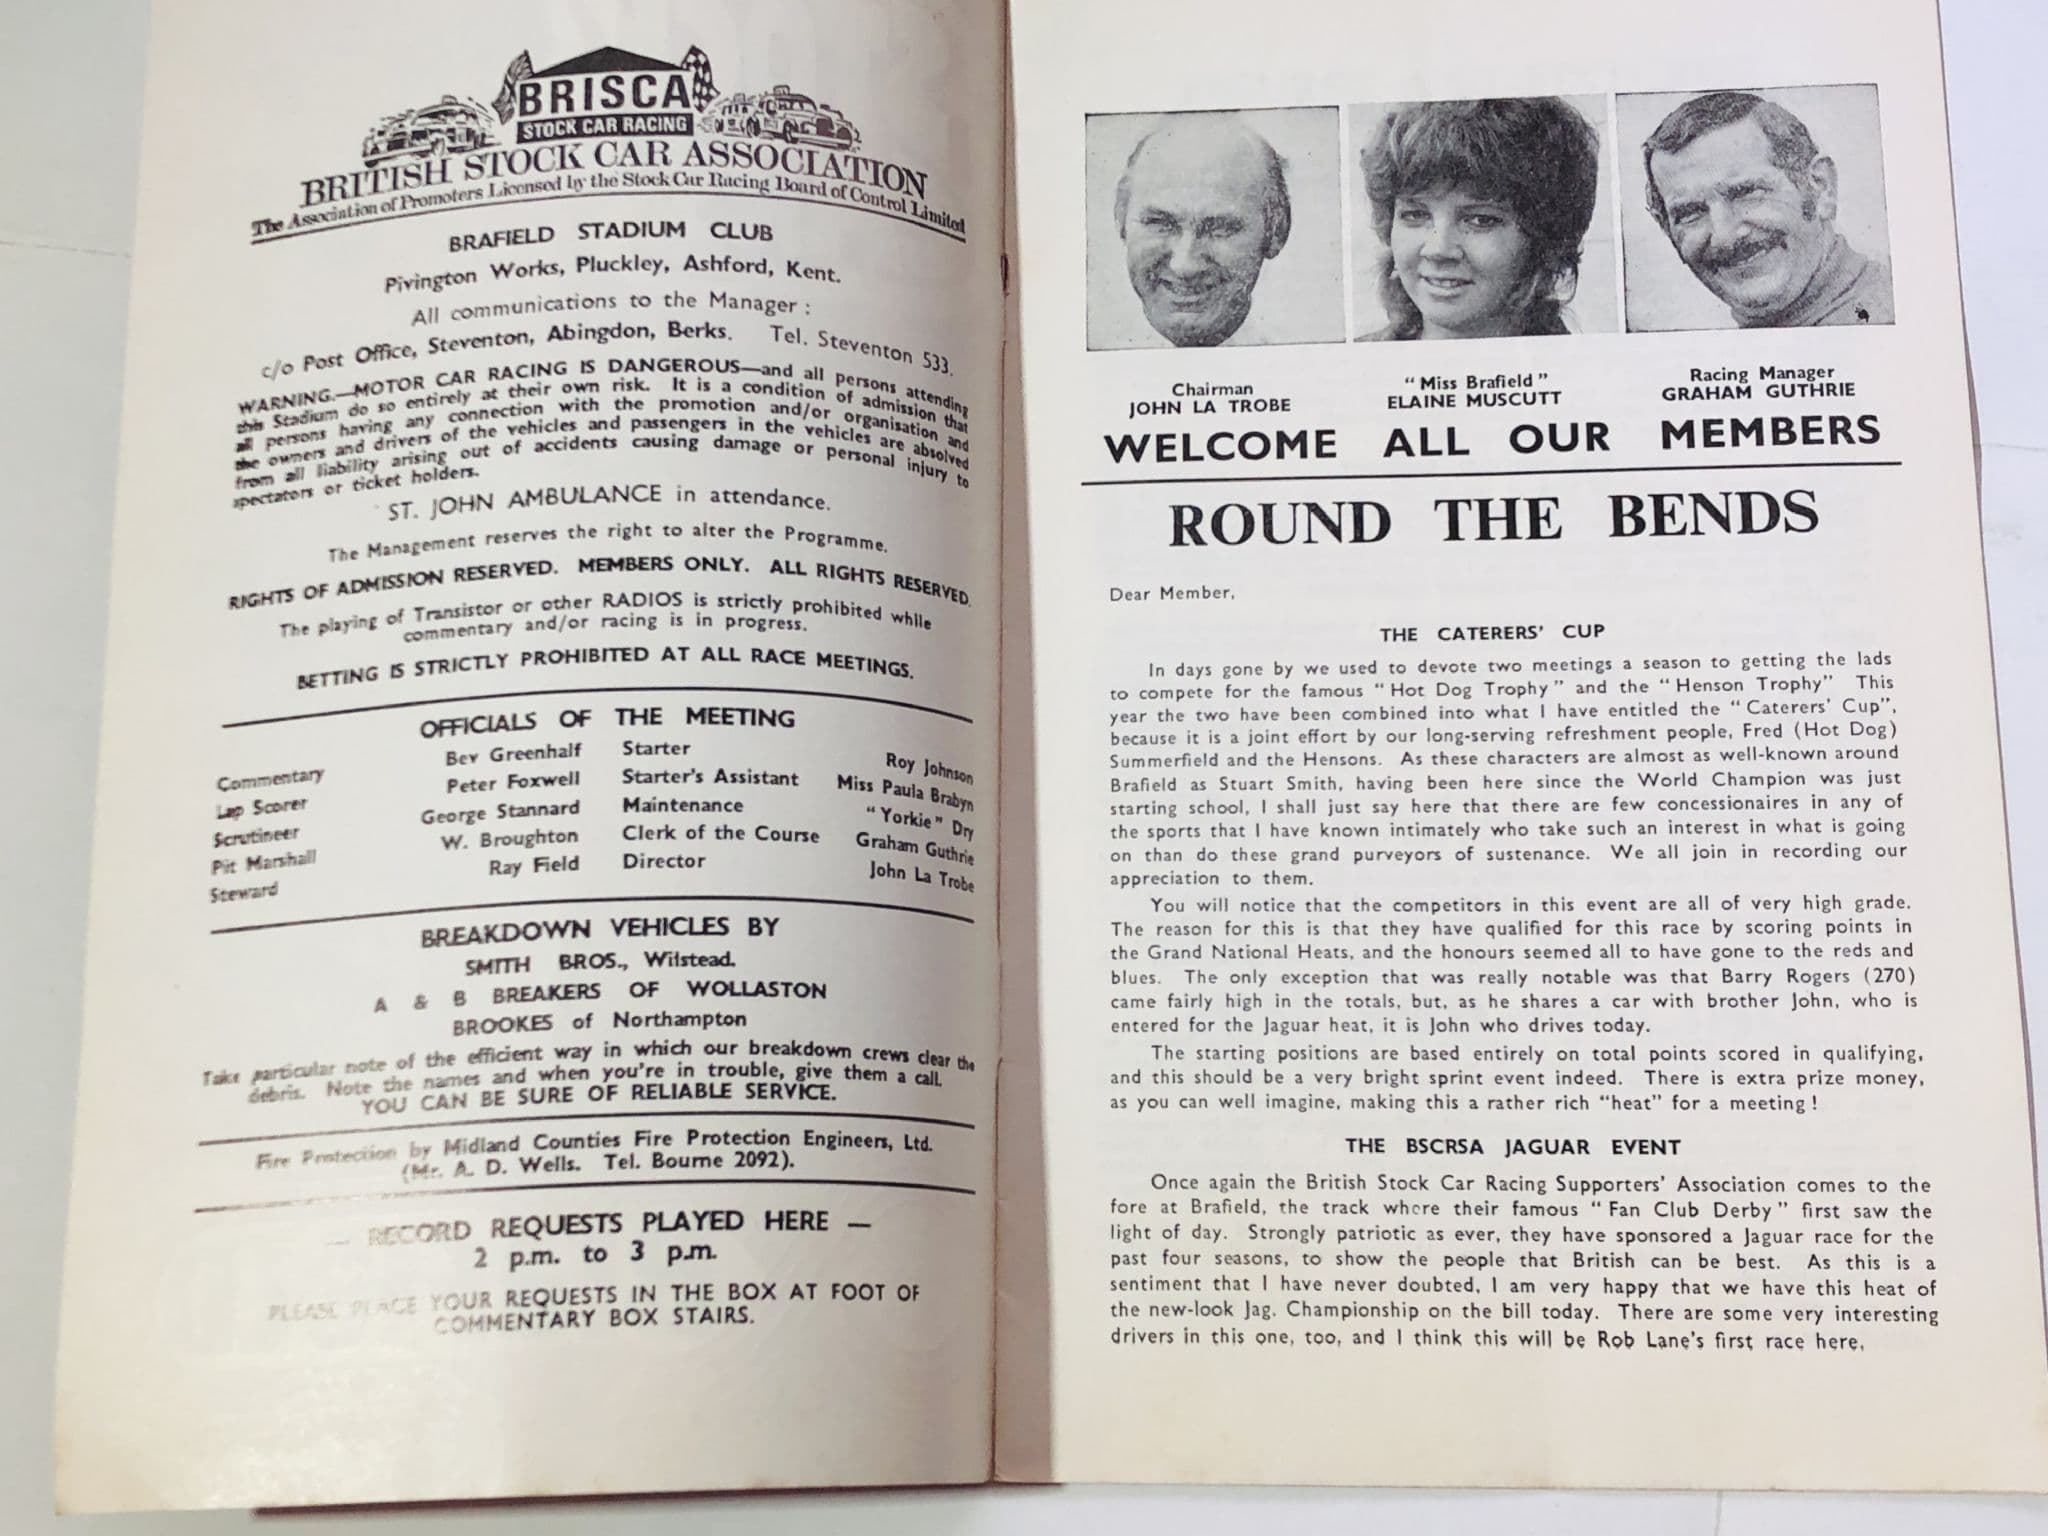 BRISCA
STOCK CAR RACING
BRITISH STOCK CAR ASSOCIATION
The Association of Promoters Licensed by the Stock Car Racing Board of Control Limited
BRAFIELD STADIUM CLUB
Pivington Works, Pluckley, Ashford, Kent.
All communications to the Manager :
c/o Post Office, Steventon, Abingdon, Berks. Tel. Steventon 533.
WARNING.—MOTOR CAR RACING IS DANGEROUS—and all persons attending
this Stadium do so entirely at their own risk. It is a condition of admission that
all persons having any connection with the promotion and/or organisation and
the owners and drivers of the vehicles and passengers in the vehicles are absolved
from all liability arising out of accidents causing damage or personal injury to
spectators or ticket holders.
ST. JOHN AMBULANCE in attendance.
The Management reserves the right to alter the Programme.
RIGHTS OF ADMISSION RESERVED. MEMBERS ONLY. ALL RIGHTS RESERVED.
The playing of Transistor or other RADIOS is strictly prohibited while
commentary and/or racing is in progress.
BETTING IS STRICTLY PROHIBITED AT ALL RACE MEETINGS.
OFFICIALS OF THE MEETING
Commentary Bev Greenhalf Starter Roy Johnson
Lap Scorer Peter Foxwell Starter's Assistant Miss Paula Brabyn
Scrutineer George Stannard Maintenance "Yorkie" Dry
Pit Marshall W. Broughton Clerk of the Course Graham Guthrie
Steward Ray Field Director John La Trobe
BREAKDOWN VEHICLES BY
SMITH BROS., Wilstead.
A & B BREAKERS OF WOLLASTON
BROOKES of Northampton
Take particular note of the efficient way in which our breakdown crews clear the
debris. Note the names and when you're in trouble, give them a call.
YOU CAN BE SURE OF RELIABLE SERVICE.
Fire Protection by Midland Counties Fire Protection Engineers, Ltd.
(Mr. A. D. Wells. Tel. Bourne 2092).
— RECORD REQUESTS PLAYED HERE —
2 p.m. to 3 p.m.
PLEASE PLACE YOUR REQUESTS IN THE BOX AT FOOT OF
COMMENTARY BOX STAIRS.
Chairman
JOHN LA TROBE
"Miss Brafield"
ELAINE MUSCUTT
Racing Manager
GRAHAM GUTHRIE
WELCOME ALL OUR MEMBERS
ROUND THE BENDS
Dear Member,
THE CATERERS' CUP
In days gone by we used to devote two meetings a season to getting the lads
to compete for the famous "Hot Dog Trophy" and the "Henson Trophy" This
year the two have been combined into what I have entitled the "Caterers' Cup",
because it is a joint effort by our long-serving refreshment people, Fred (Hot Dog)
Summerfield and the Hensons. As these characters are almost as well-known around
Brafield as Stuart Smith, having been here since the World Champion was just
starting school, I shall just say here that there are few concessionaires in any of
the sports that I have known intimately who take such an interest in what is going
on than do these grand purveyors of sustenance. We all join in recording our
appreciation to them.
You will notice that the competitors in this event are all of very high grade.
The reason for this is that they have qualified for this race by scoring points in
the Grand National Heats, and the honours seemed all to have gone to the reds and
blues. The only exception that was really notable was that Barry Rogers (270)
came fairly high in the totals, but, as he shares a car with brother John, who is
entered for the Jaguar heat, it is John who drives today.
The starting positions are based entirely on total points scored in qualifying,
and this should be a very bright sprint event indeed. There is extra prize money,
as you can well imagine, making this a rather rich "heat" for a meeting !
THE BSCRSA JAGUAR EVENT
Once again the British Stock Car Racing Supporters' Association comes to the
fore at Brafield, the track where their famous "Fan Club Derby" first saw the
light of day. Strongly patriotic as ever, they have sponsored a Jaguar race for the
past four seasons, to show the people that British can be best. As this is a
sentiment that I have never doubted, I am very happy that we have this heat of
the new-look Jag. Championship on the bill today. There are some very interesting
drivers in this one, too, and I think this will be Rob Lane's first race here,